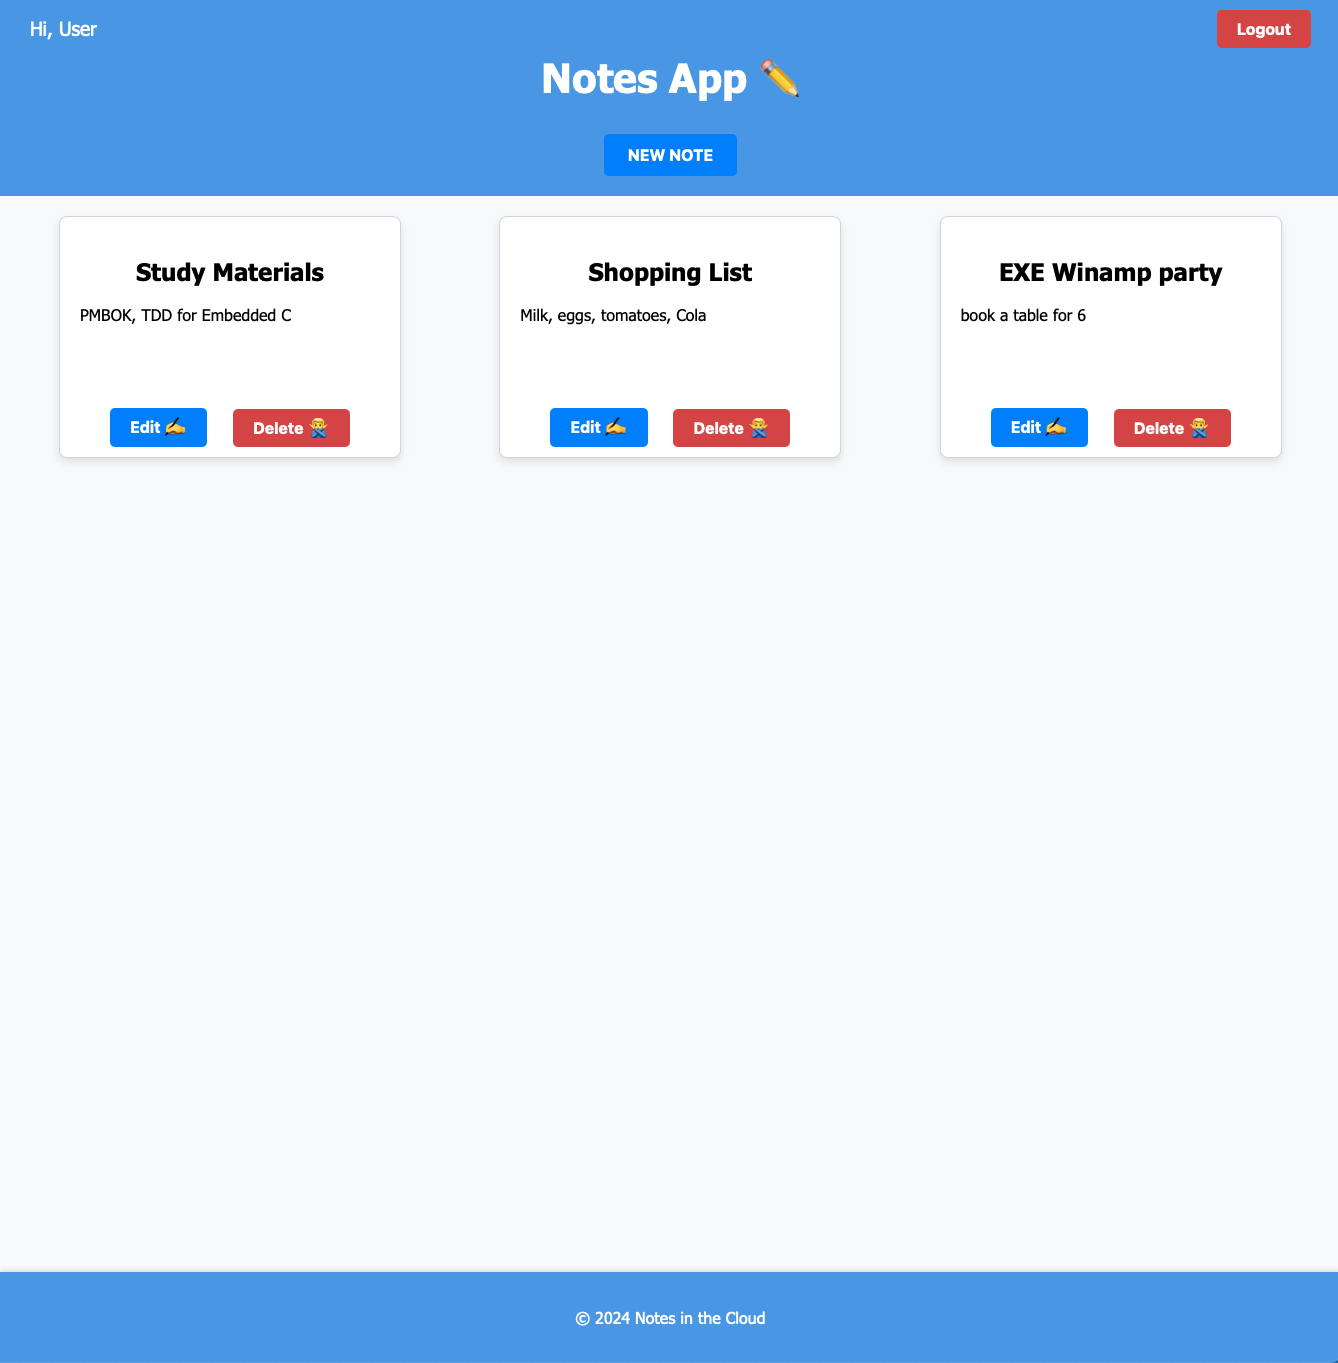 Hi, User
Logout
Notes App ✏️
NEW NOTE
Study Materials
PMBOK, TDD for Embedded C
Edit ✍️
Delete 🙅‍♂️
Shopping List
Milk, eggs, tomatoes, Cola
Edit ✍️
Delete 🙅‍♂️
EXE Winamp party
book a table for 6
Edit ✍️
Delete 🙅‍♂️
© 2024 Notes in the Cloud